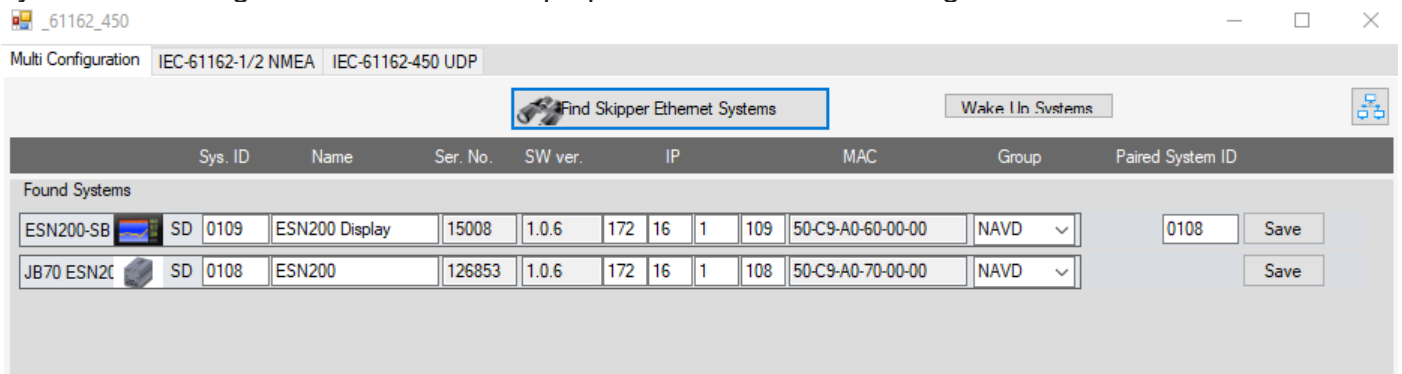 _61162_450
Multi Configuration IEC-61162-1/2 NMEA IEC-61162-450 UDP
Find Skipper Ethernet Systems Wake Up Systems
Sys. ID Name Ser. No. SW ver. IP MAC Group Paired System ID
Found Systems
ESN200-SB SD 0109 ESN200 Display 15008 1.0.6 172 16 1 109 50-C9-A0-60-00-00 NAVD 0108 Save
JB70 ESN20 SD 0108 ESN200 126853 1.0.6 172 16 1 108 50-C9-A0-70-00-00 NAVD Save